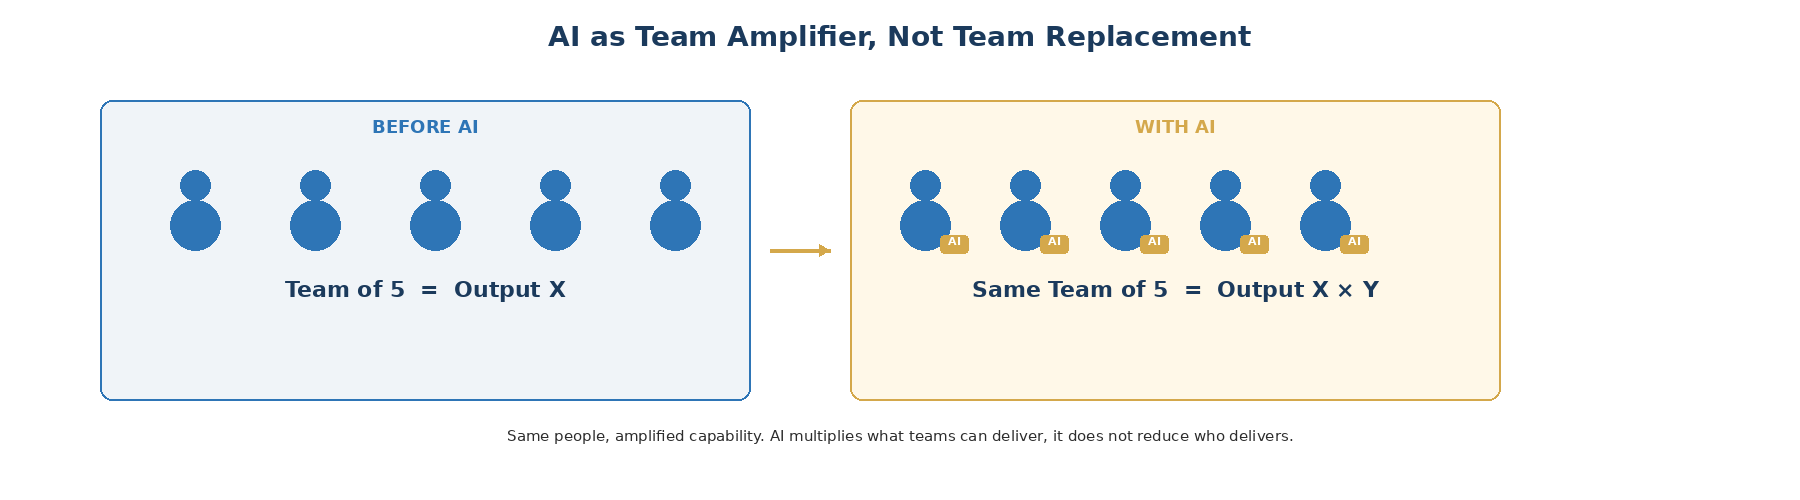 AI as Team Amplifier, Not Team Replacement
BEFORE AI
WITH AI
AI
AI
AI
AI
AI
Team of 5 = Output X
Same Team of 5 = Output X × Y
Same people, amplified capability. AI multiplies what teams can deliver, it does not reduce who delivers.